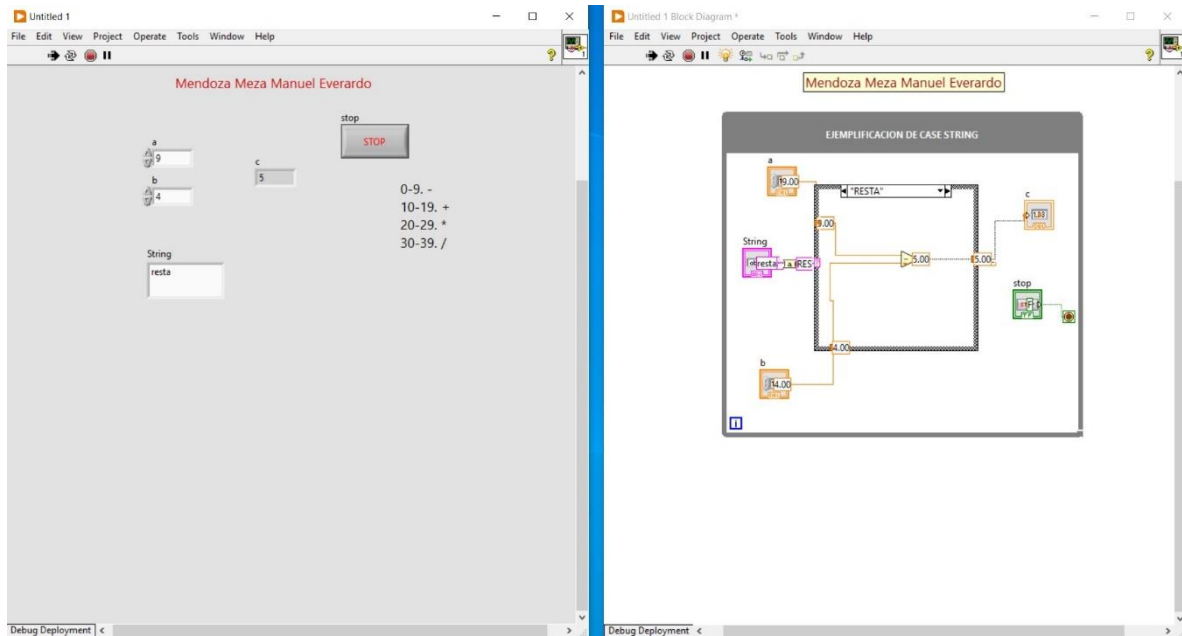 Untitled 1
File Edit View Project Operate Tools Window Help
Mendoza Meza Manuel Everardo
stop
STOP
a
9
c
5
b
4
0-9. -
10-19. +
20-29. *
30-39. /
String
resta
Debug Deployment
Untitled 1 Block Diagram *
File Edit View Project Operate Tools Window Help
Mendoza Meza Manuel Everardo
EJEMPLIFICACION DE CASE STRING
a
9.00
"RESTA"
c
1.23
9.00
String
resta
a
RES
5.00
5.00
stop
F
i
4.00
b
4.00
Debug Deployment